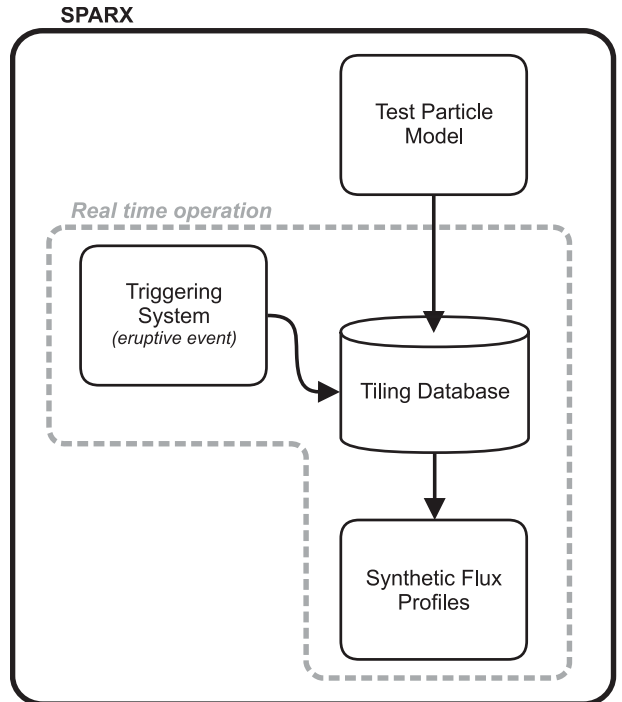 SPARX
Test Particle
Model
Real time operation
Triggering
System
(eruptive event)
Tiling Database
Synthetic Flux
Profiles